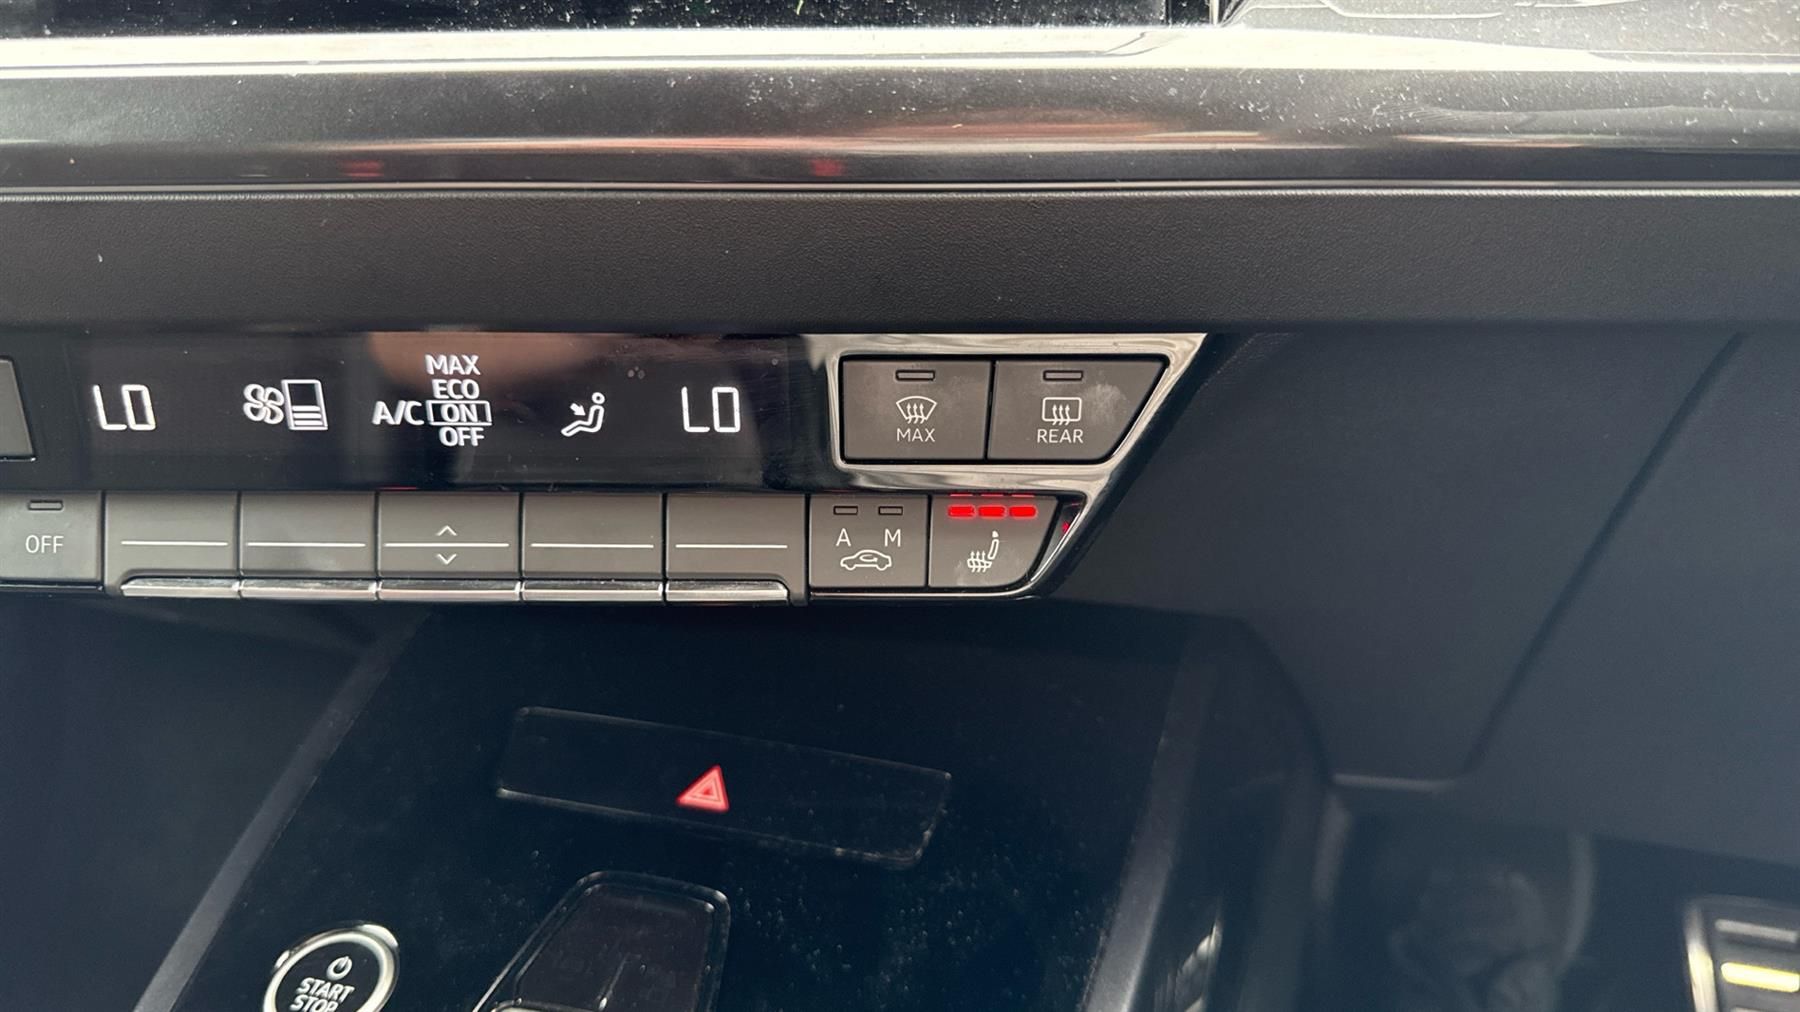 LO
MAX
ECO
A/C ON
OFF
LO
MAX
REAR
OFF
A M
START
STOP